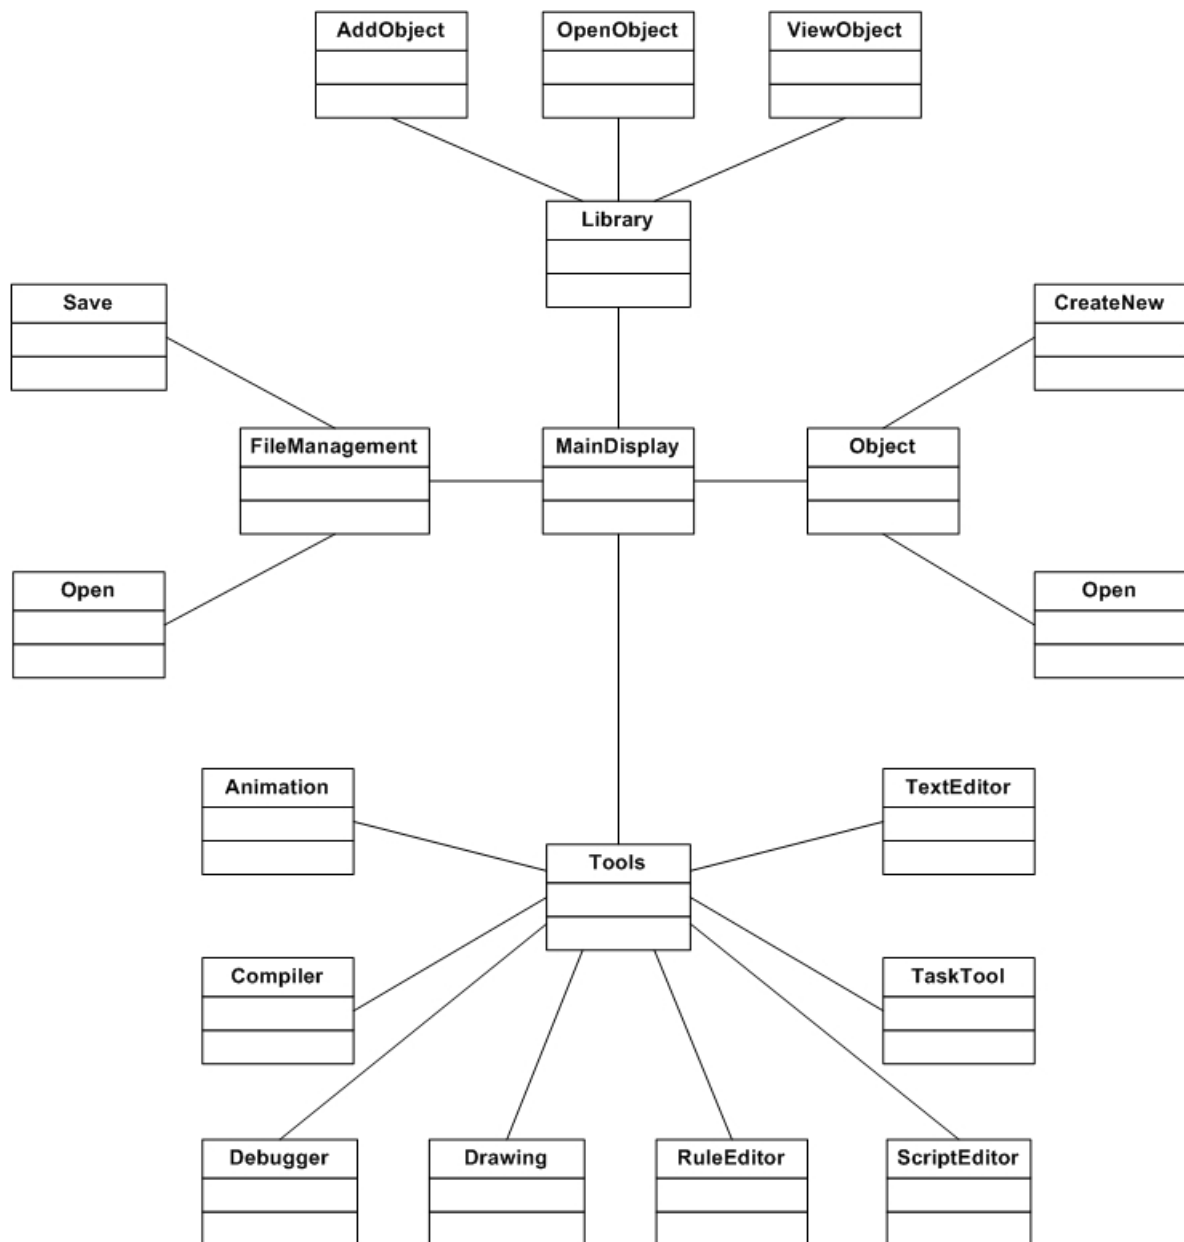 AddObject
OpenObject
ViewObject
Library
Save
CreateNew
FileManagement
MainDisplay
Object
Open
Open
Animation
TextEditor
Tools
Compiler
TaskTool
Debugger
Drawing
RuleEditor
ScriptEditor